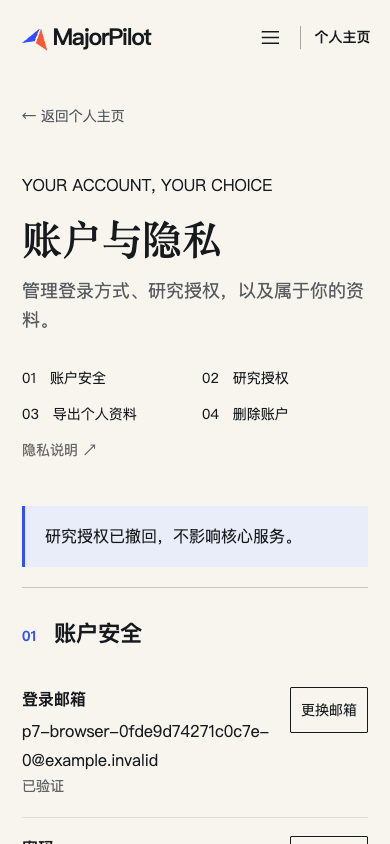 MajorPilot
个人主页
← 返回个人主页
YOUR ACCOUNT, YOUR CHOICE
账户与隐私
管理登录方式、研究授权，以及属于你的资
料。
01 账户安全
02 研究授权
03 导出个人资料
04 删除账户
隐私说明 ↗
研究授权已撤回，不影响核心服务。
01 账户安全
登录邮箱
更换邮箱
p7-browser-0fde9d74271c0c7e-
0@example.invalid
已验证